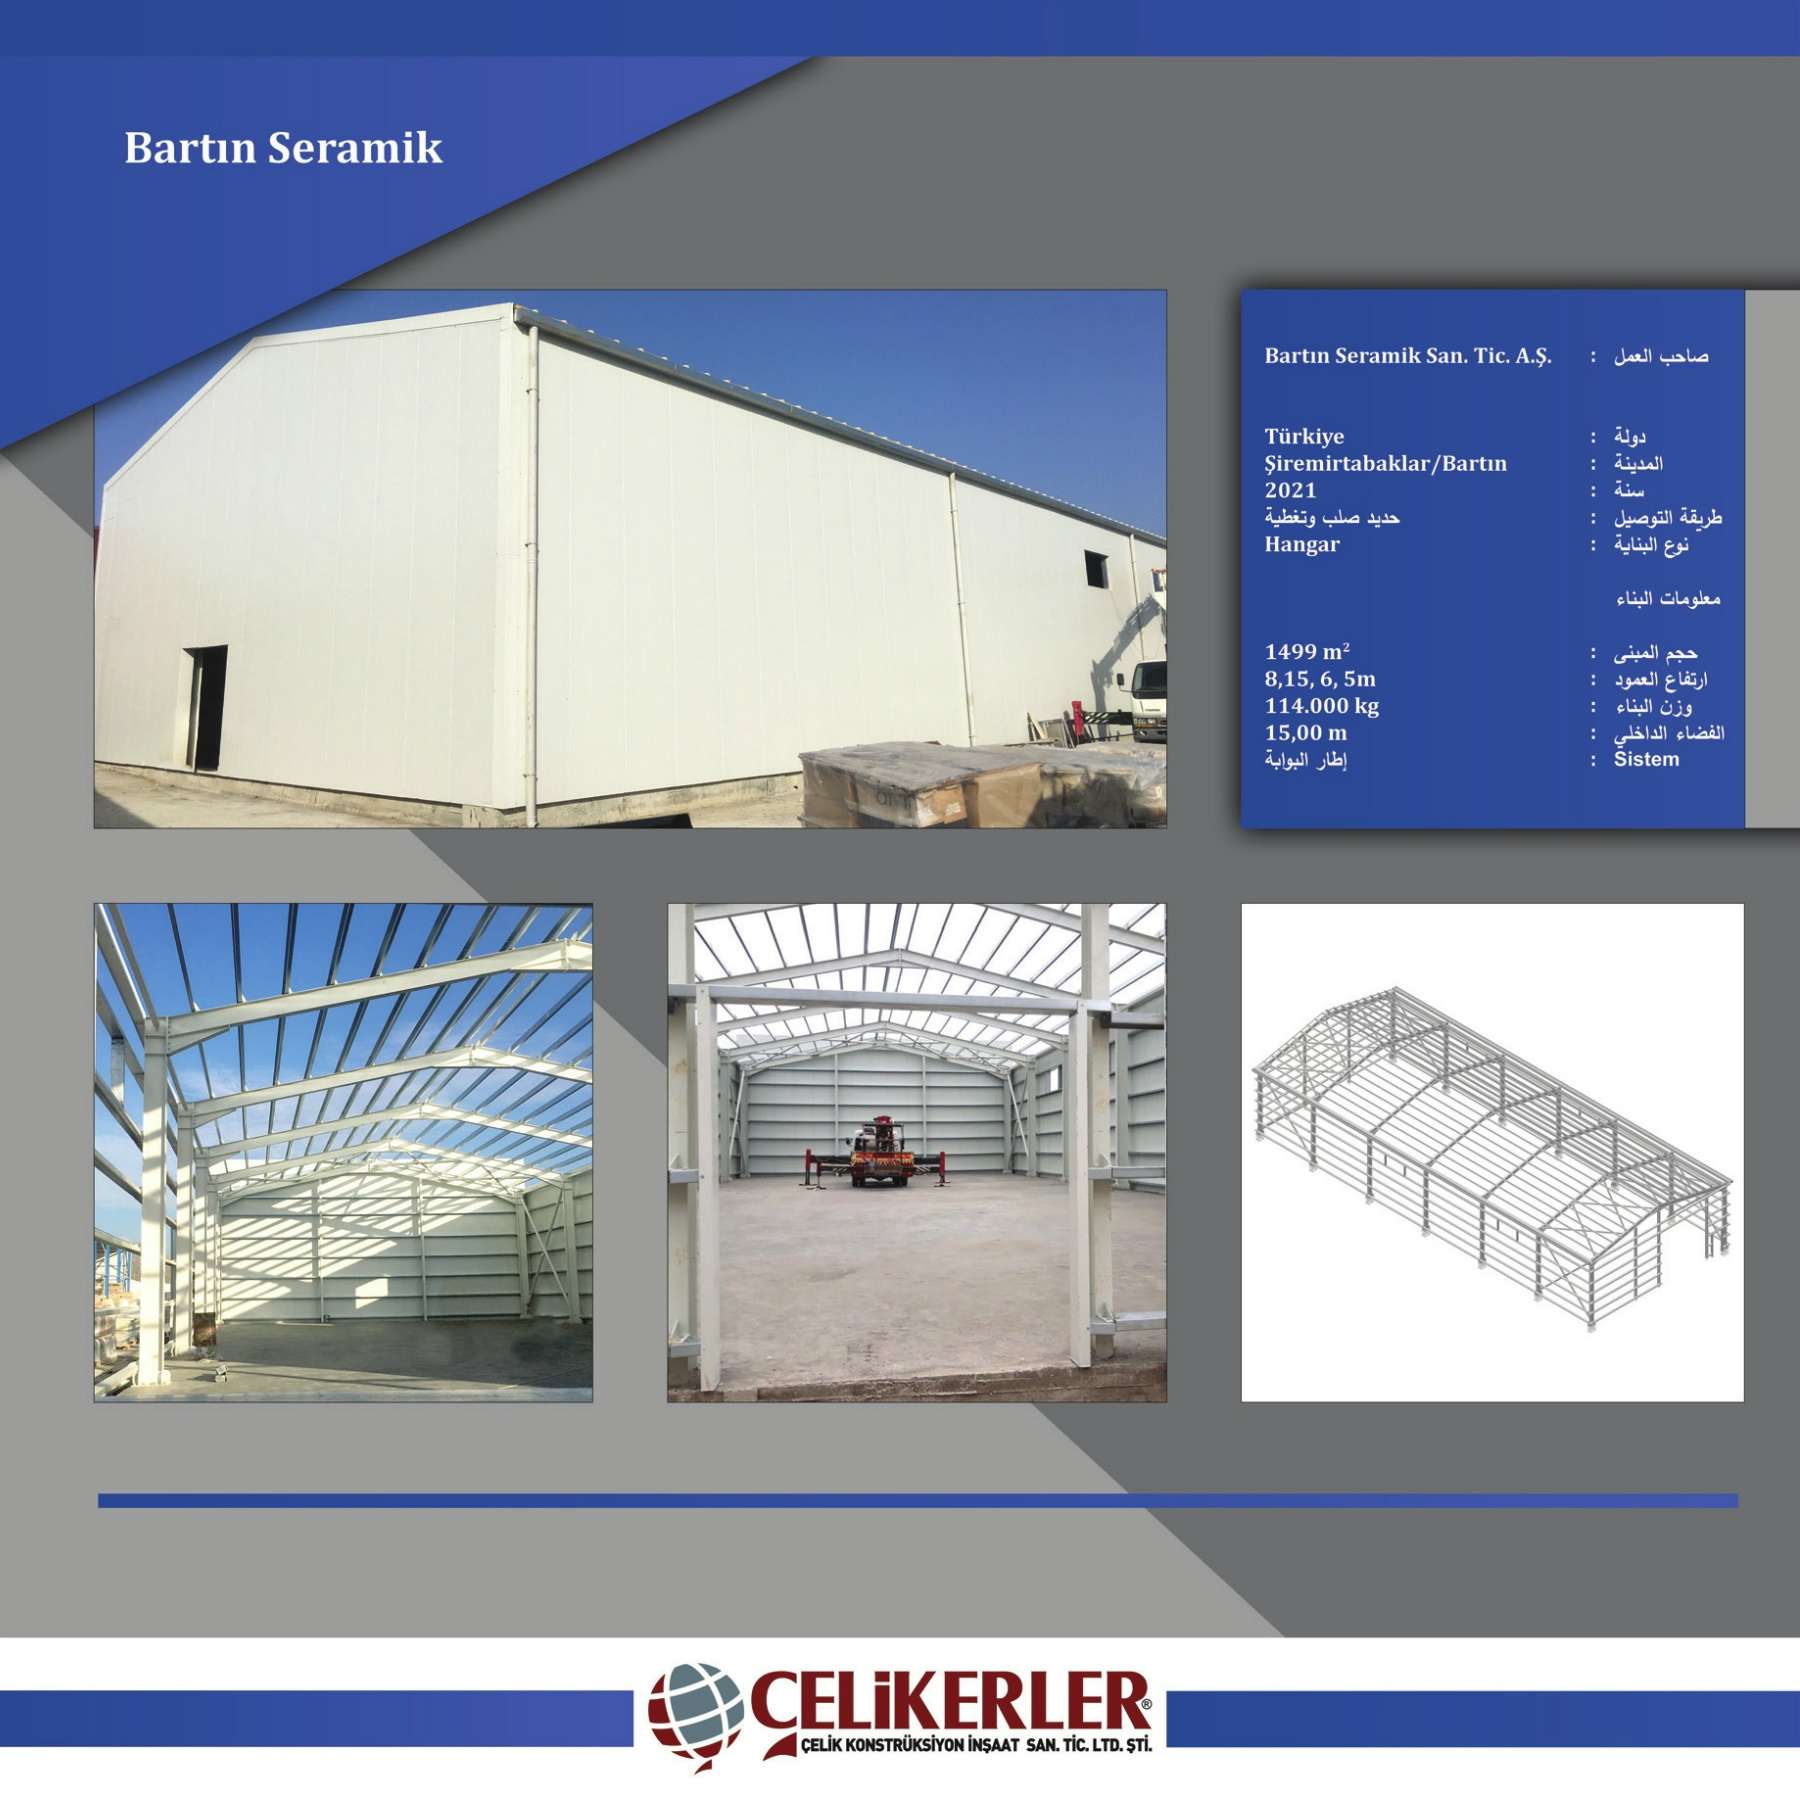 Bartın Seramik
صاحب العمل : Bartın Seramik San. Tic. A.Ş.
دولة : Türkiye
المدينة : Şiremirtabaklar/Bartın
سنة : 2021
طريقة التوصيل : حديد صلب وتغطية
نوع البناية : Hangar
معلومات البناء
حجم المبنى : 1499 m²
ارتفاع العمود : 8,15, 6, 5m
وزن البناء : 114.000 kg
الفضاء الداخلي : 15,00 m
Sistem : إطار البوابة
ÇELİKERLER®
ÇELİK KONSTRÜKSİYON İNŞAAT SAN. TİC. LTD. ŞTİ.